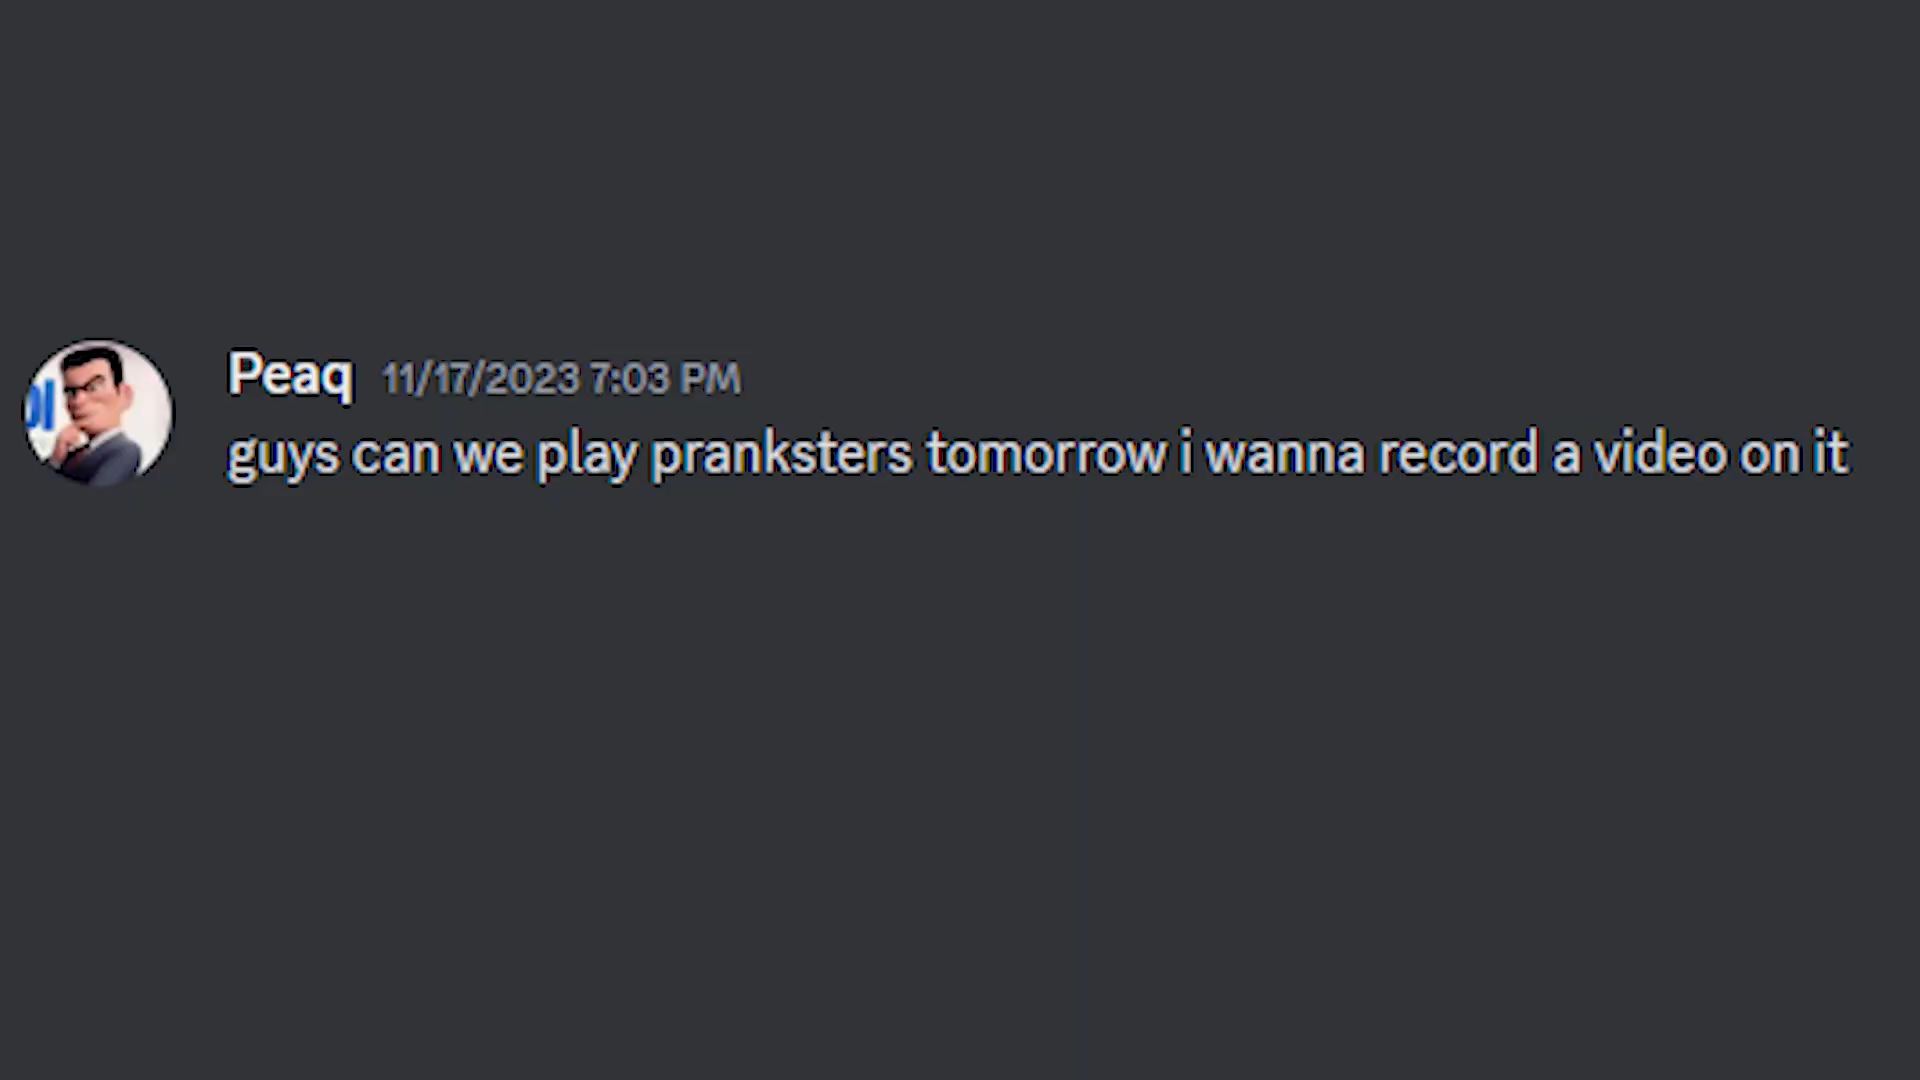 Peaq 11/17/2023 7:03 PM
guys can we play pranksters tomorrow i wanna record a video on it